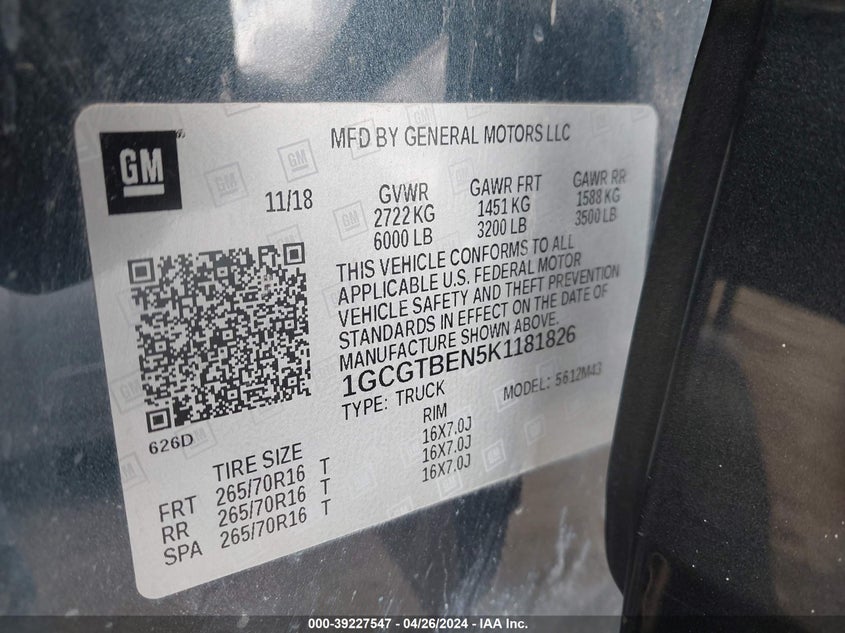 GM
MFD BY GENERAL MOTORS LLC
11/18
GVWR
2722 KG
6000 LB
GAWR FRT
1451 KG
3200 LB
GAWR RR
1588 KG
3500 LB
THIS VEHICLE CONFORMS TO ALL
APPLICABLE U.S. FEDERAL MOTOR
VEHICLE SAFETY AND THEFT PREVENTION
STANDARDS IN EFFECT ON THE DATE OF
MANUFACTURE SHOWN ABOVE.
1GCGTBEN5K1181826
TYPE: TRUCK
MODEL: 5612M43
626D
TIRE SIZE
RIM
FRT 265/70R16 T 16X7.0J
RR 265/70R16 T 16X7.0J
SPA 265/70R16 T 16X7.0J
000-39227547 - 04/26/2024 - IAA Inc.